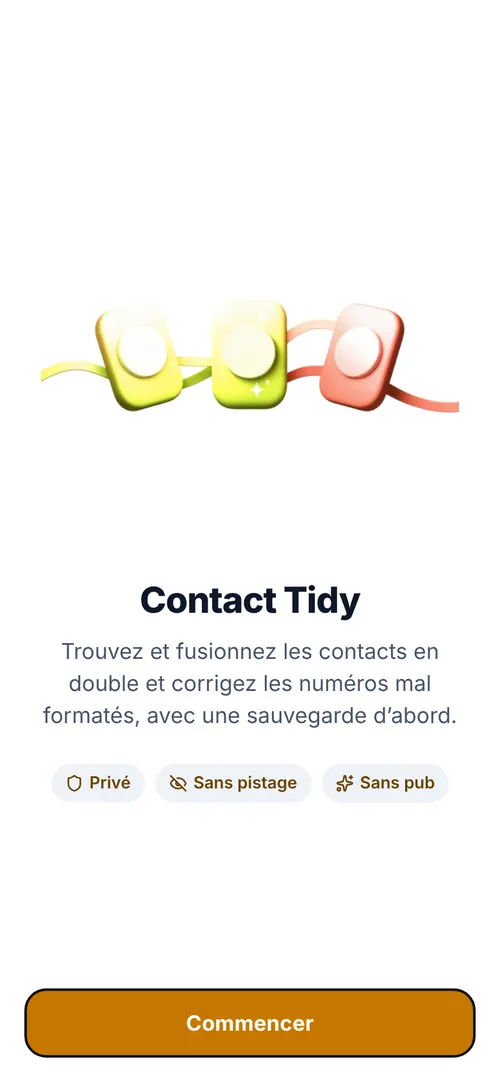 Contact Tidy
Trouvez et fusionnez les contacts en
double et corrigez les numéros mal
formatés, avec une sauvegarde d’abord.
Privé
Sans pistage
Sans pub
Commencer